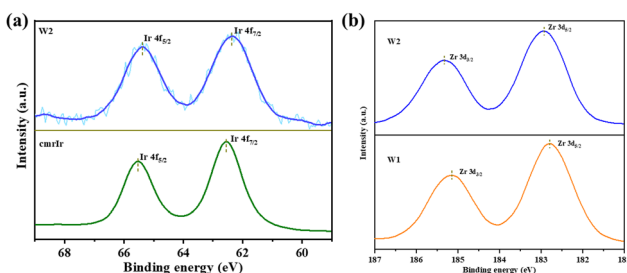 (a)
W2
Ir 4f5/2
Ir 4f7/2
cmrIr
Ir 4f5/2
Ir 4f7/2
Intensity (a.u.)
68 66 64 62 60
Binding energy (eV)
(b)
W2
Zr 3d3/2
Zr 3d5/2
W1
Zr 3d3/2
Zr 3d5/2
Intensity (a.u.)
187 186 185 184 183 182 18
Binding energy (eV)